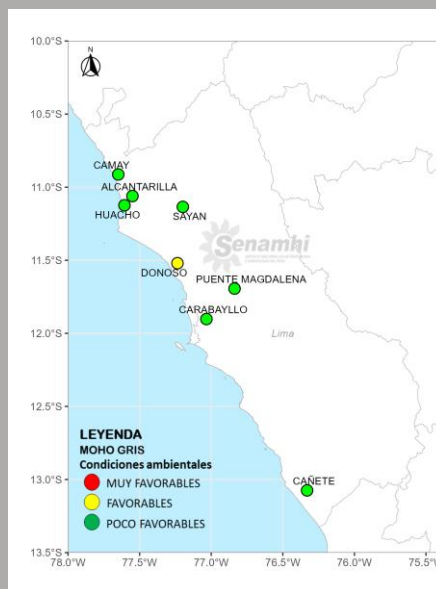 10.0°S
N
10.5°S
CAMAY
11.0°S
ALCANTARILLA
HUACHO
SAYAN
Senamhi
11.5°S
DONOSO
PUENTE MAGDALENA
CARABAYLLO
12.0°S
Lima
12.5°S
LEYENDA
MOHO GRIS
Condiciones ambientales
MUY FAVORABLES
FAVORABLES
POCO FAVORABLES
13.0°S
CAÑETE
13.5°S
78.0°W 77.5°W 77.0°W 76.5°W 76.0°W 75.5°